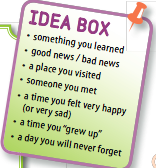 IDEA BOX
• something you learned
• good news / bad news
• a place you visited
• someone you met
• a time you felt very happy
(or very sad)
• a time you "grew up"
• a day you will never forget